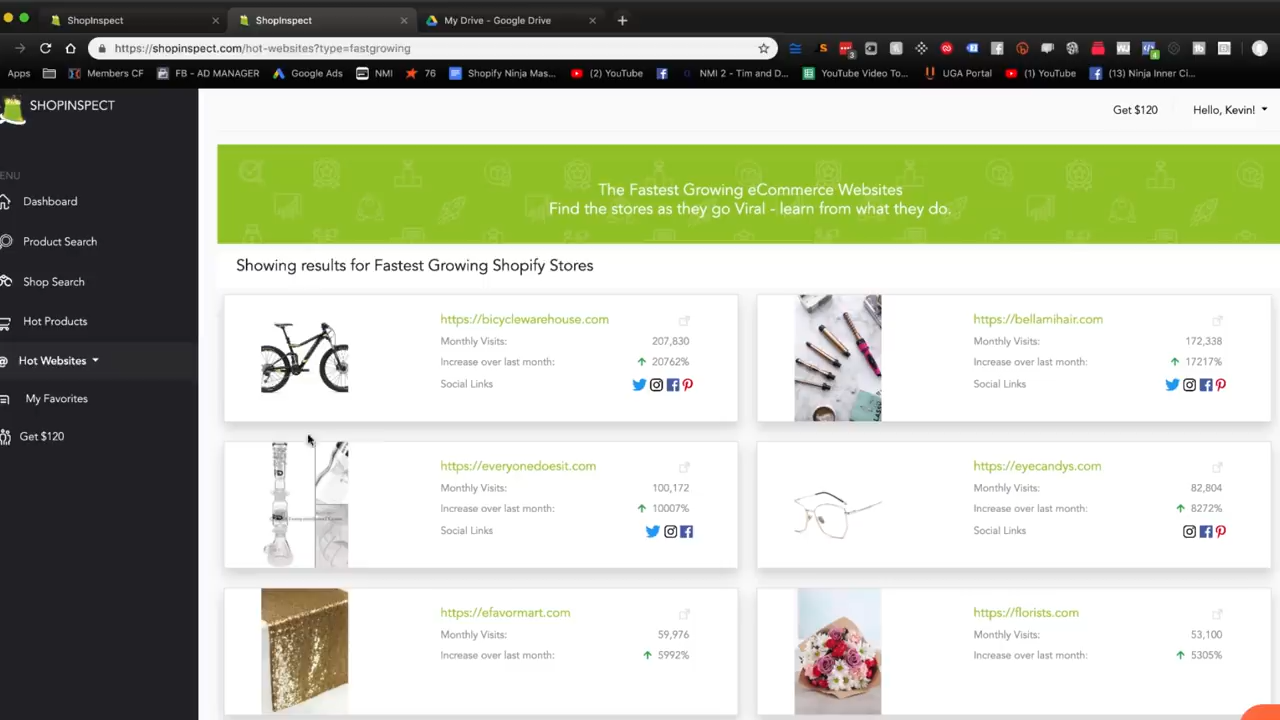 ShopInspect
ShopInspect
My Drive - Google Drive
https://shopinspect.com/hot-websites?type=fastgrowing
Apps
Members CF
FB - AD MANAGER
Google Ads
NMI
76
Shopify Ninja Mas...
(2) YouTube
NMI 2 - Tim and D...
YouTube Video To...
UGA Portal
(1) YouTube
(13) Ninja Inner Ci...
SHOPINSPECT
Get $120
Hello, Kevin!
ENU
Dashboard
Product Search
Shop Search
Hot Products
Hot Websites
My Favorites
Get $120
The Fastest Growing eCommerce Websites
Find the stores as they go Viral - learn from what they do.
Showing results for Fastest Growing Shopify Stores
https://bicyclewarehouse.com
Monthly Visits: 207,830
Increase over last month: 20762%
Social Links
https://bellamihair.com
Monthly Visits: 172,338
Increase over last month: 17217%
Social Links
https://everyonedoesit.com
Monthly Visits: 100,172
Increase over last month: 10007%
Social Links
https://eyecandys.com
Monthly Visits: 82,804
Increase over last month: 8272%
Social Links
https://efavormart.com
Monthly Visits: 59,976
Increase over last month: 5992%
https://florists.com
Monthly Visits: 53,100
Increase over last month: 5305%